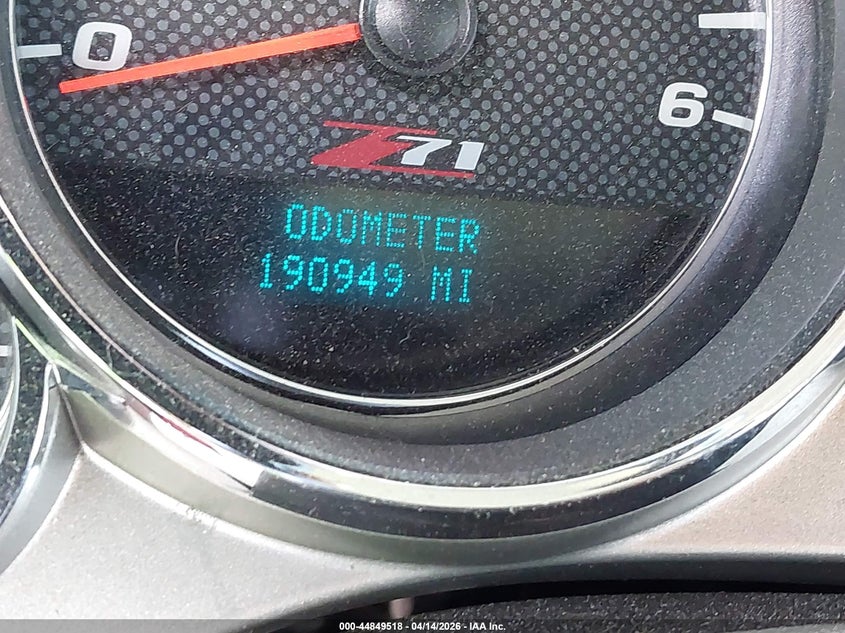 0
6
Z71
ODOMETER
190949 MI
000-44849518 - 04/14/2026 - IAA Inc.